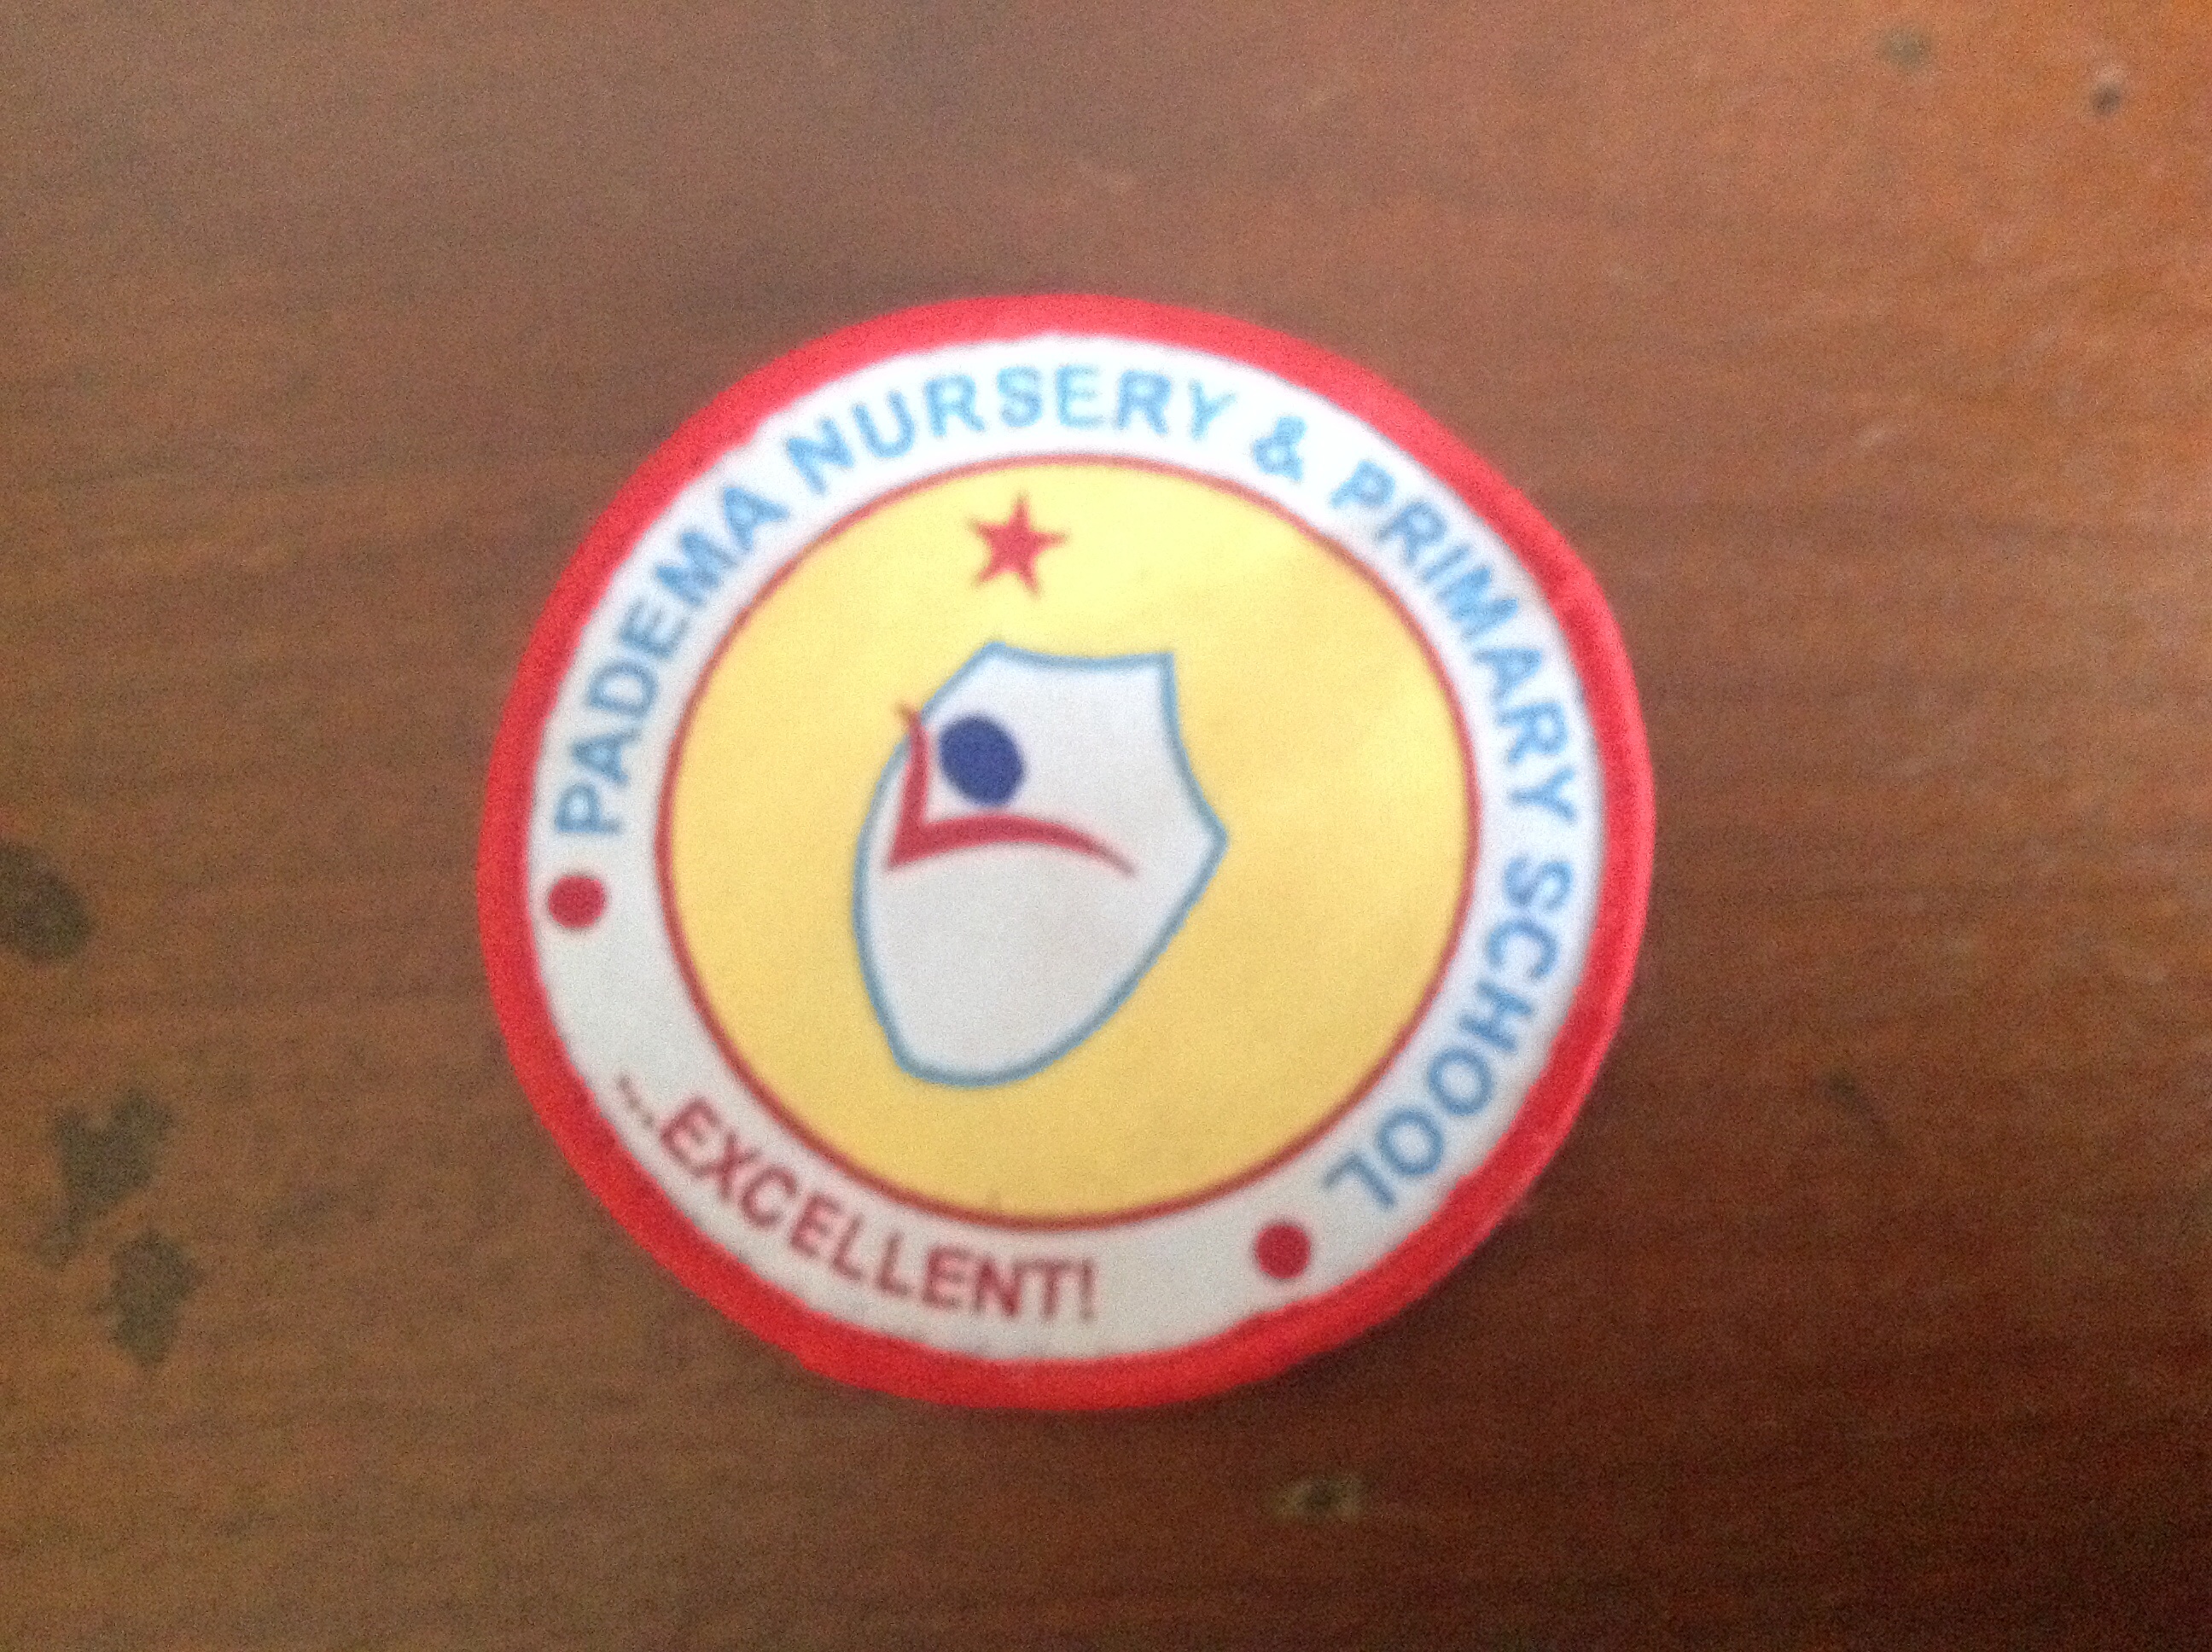 PADEMA NURSERY & PRIMARY SCHOOL
...EXCELLENT!